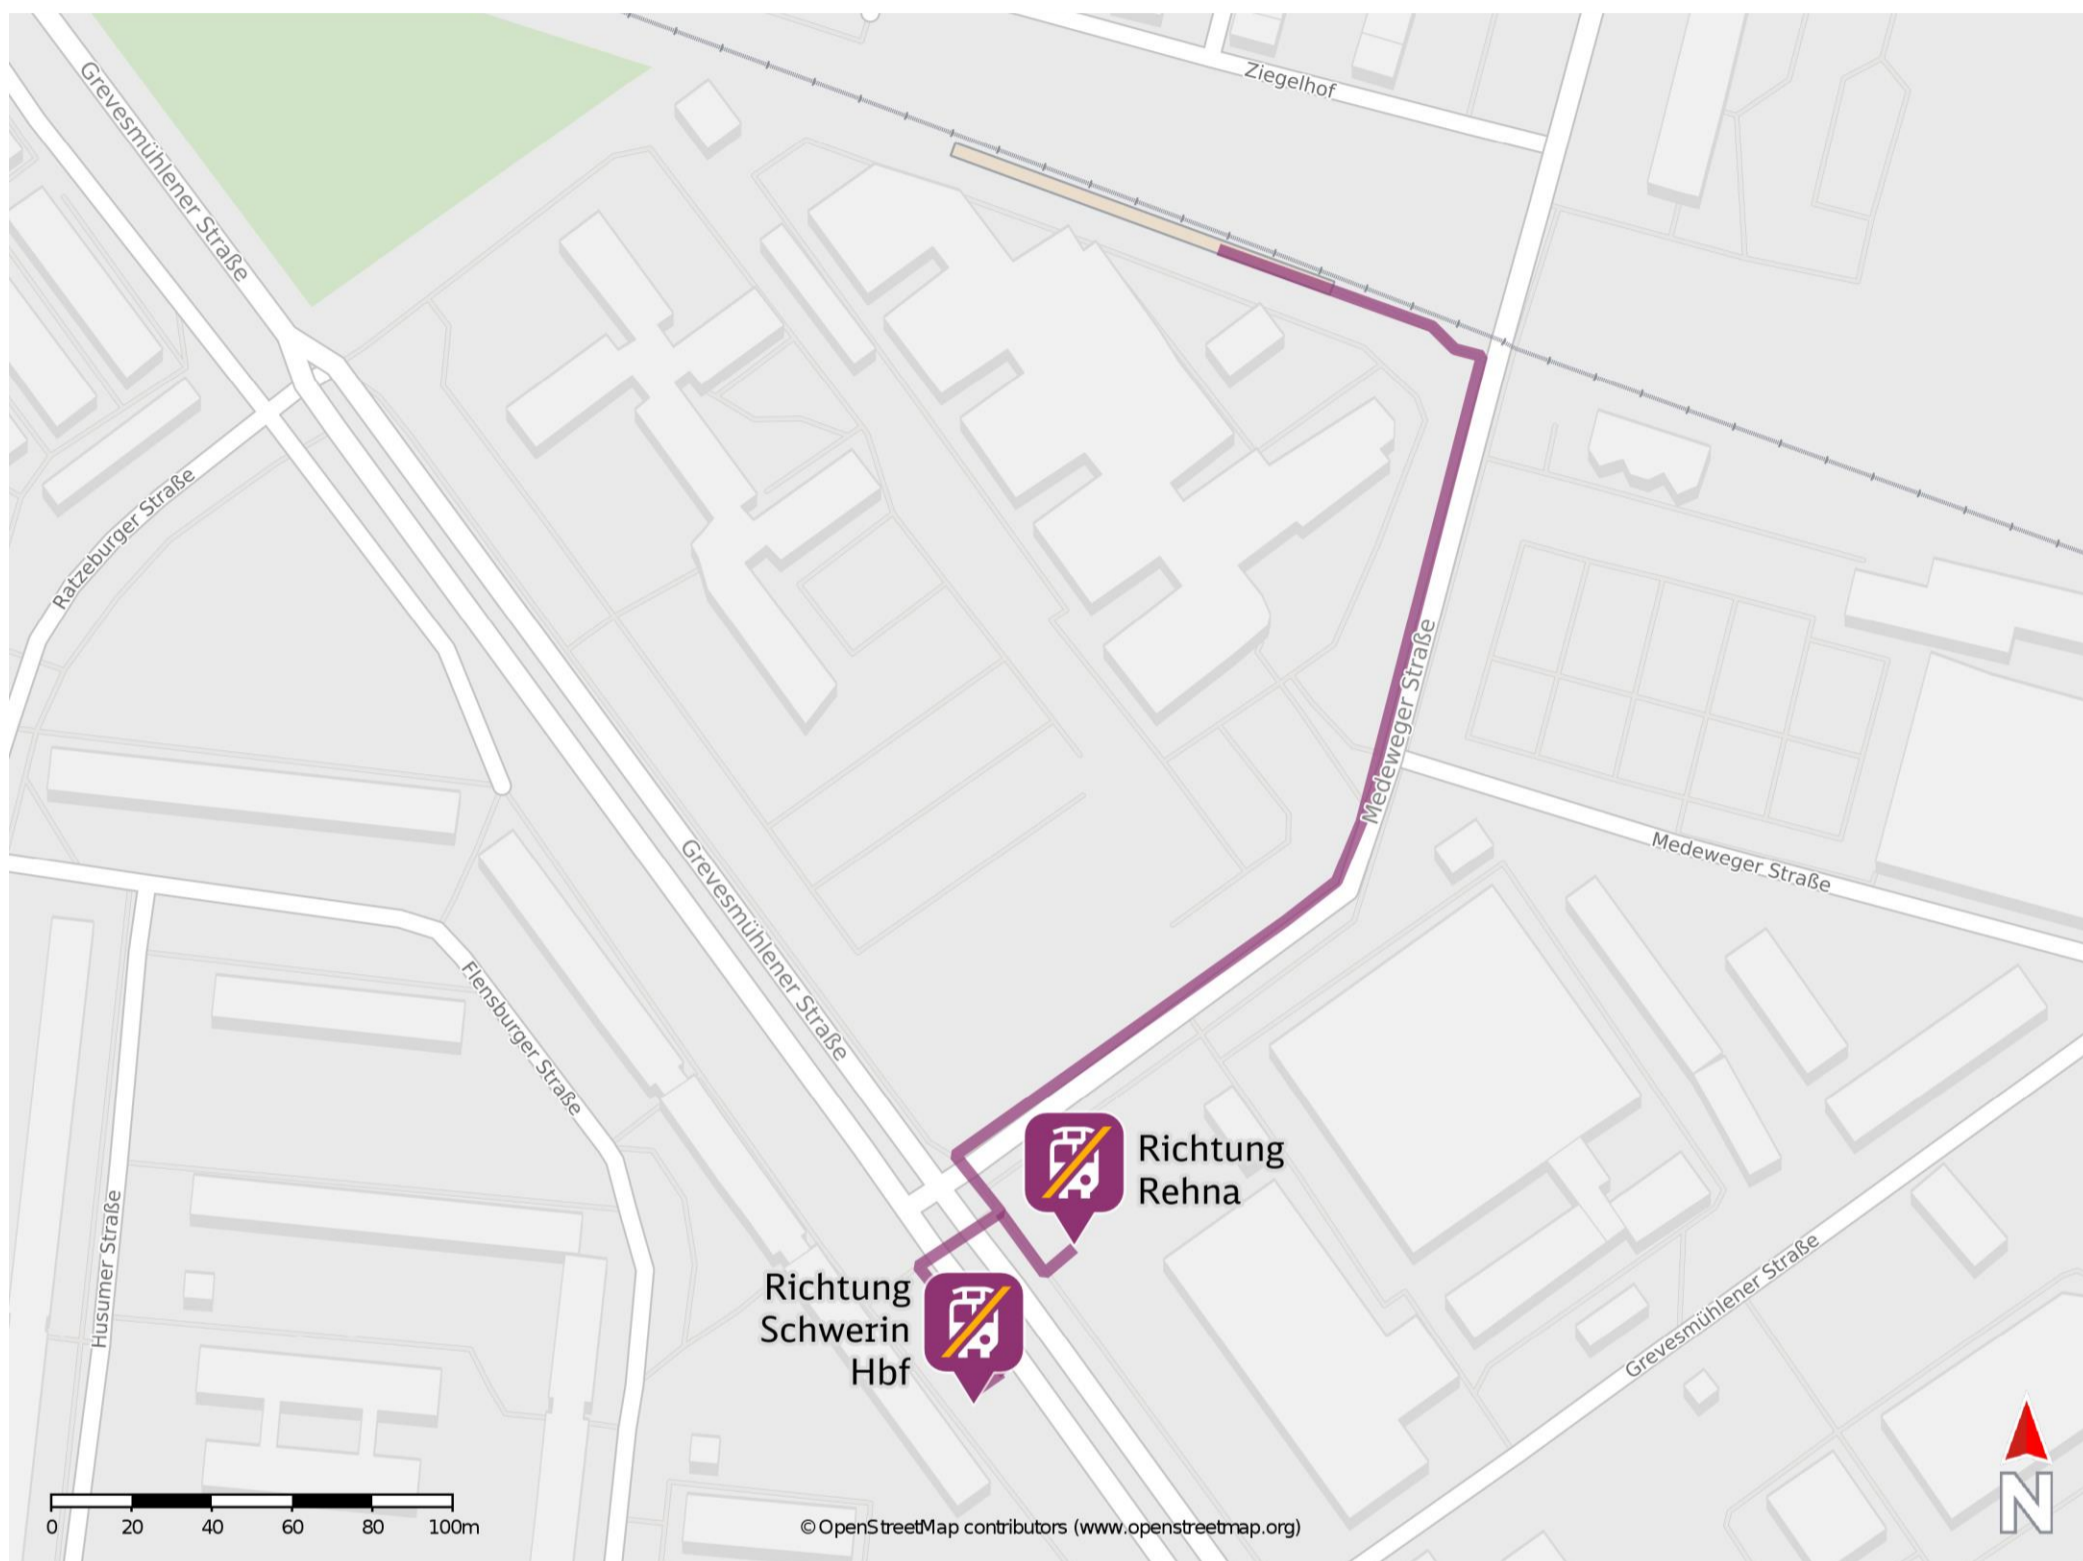 Ziegelhof
Grevesmühlener Straße
Ratzeburger Straße
Medeweger Straße
Medeweger Straße
Grevesmühlener Straße
Flensburger Straße
Richtung
Rehna
Husumer Straße
Richtung
Schwerin
Hbf
Grevesmühlener Straße
N
0 20 40 60 80 100m
© OpenStreetMap contributors (www.openstreetmap.org)